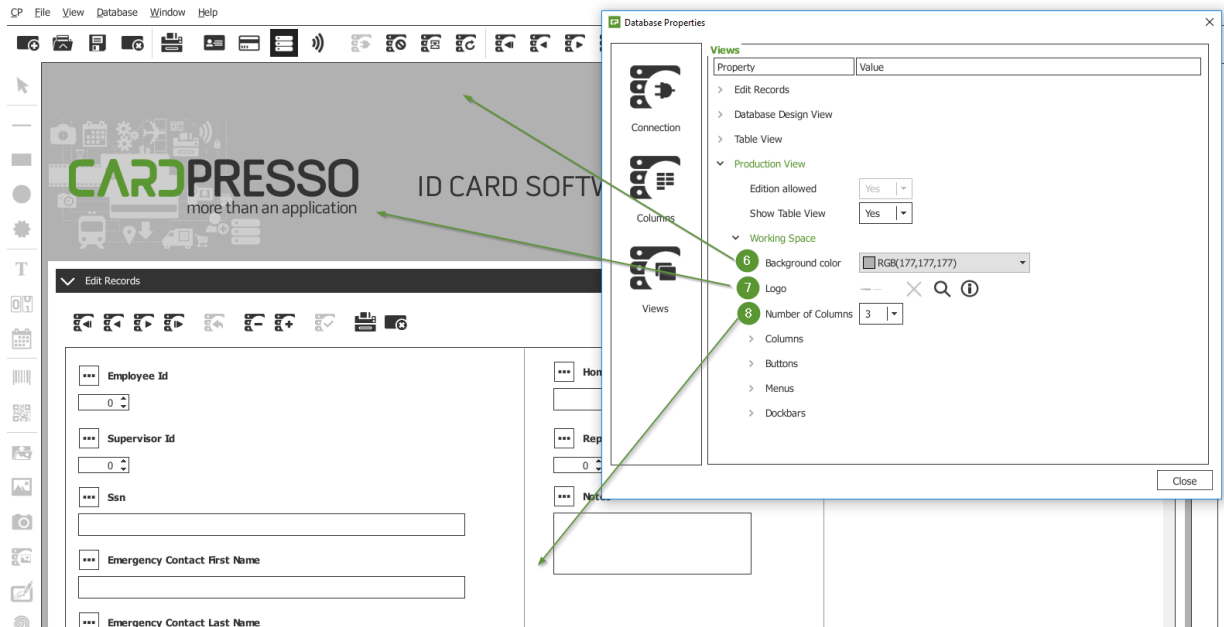 CP File View Database Window Help
Database Properties
Connection
Columns
Views
Views
Property Value
Edit Records
Database Design View
Table View
Production View
Edition allowed Yes
Show Table View Yes
Working Space
6 Background color RGB(177,177,177)
7 Logo
8 Number of Columns 3
Columns
Buttons
Menus
Dockbars
Close
CARDPRESSO
more than an application
ID CARD SOFTW
Edit Records
Employee Id
0
Supervisor Id
0
Ssn
Emergency Contact First Name
Emergency Contact Last Name
Hon
Rep
0
Notes